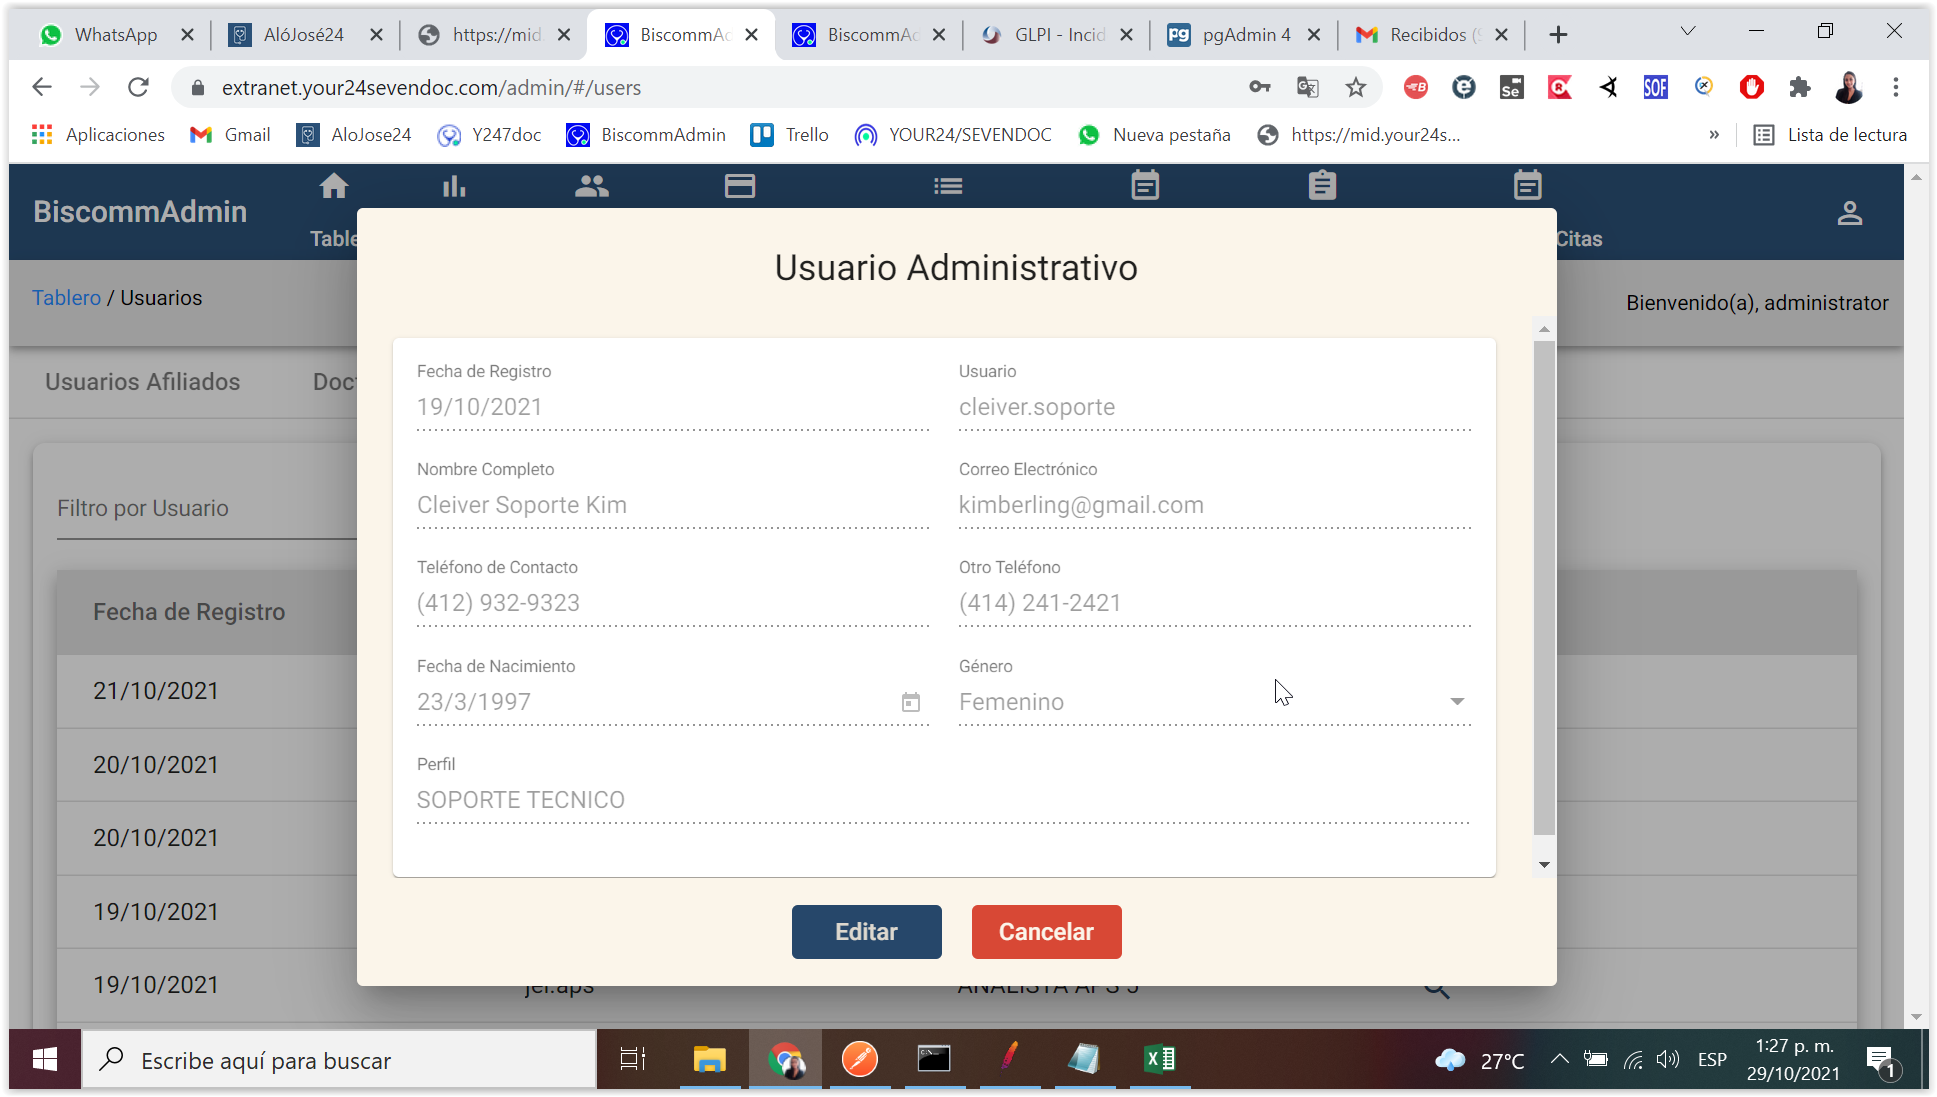 WhatsApp
AlóJosé24
https://mid
BiscommAd
BiscommAd
GLPI - Incid
pgAdmin 4
Recibidos (
extranet.your24sevendoc.com/admin/#/users
Aplicaciones
Gmail
AloJose24
Y247doc
BiscommAdmin
Trello
YOUR24/SEVENDOC
Nueva pestaña
https://mid.your24s...
»
Lista de lectura
BiscommAdmin
Table
Citas
Tablero / Usuarios
Bienvenido(a), administrator
Usuarios Afiliados
Doct
Filtro por Usuario
Fecha de Registro
21/10/2021
20/10/2021
20/10/2021
19/10/2021
19/10/2021
jel.aps
ANALISTA APS J
Usuario Administrativo
Fecha de Registro
19/10/2021
Usuario
cleiver.soporte
Nombre Completo
Cleiver Soporte Kim
Correo Electrónico
kimberling@gmail.com
Teléfono de Contacto
(412) 932-9323
Otro Teléfono
(414) 241-2421
Fecha de Nacimiento
23/3/1997
Género
Femenino
Perfil
SOPORTE TECNICO
Editar
Cancelar
Escribe aquí para buscar
27°C
ESP
1:27 p. m.
29/10/2021
1